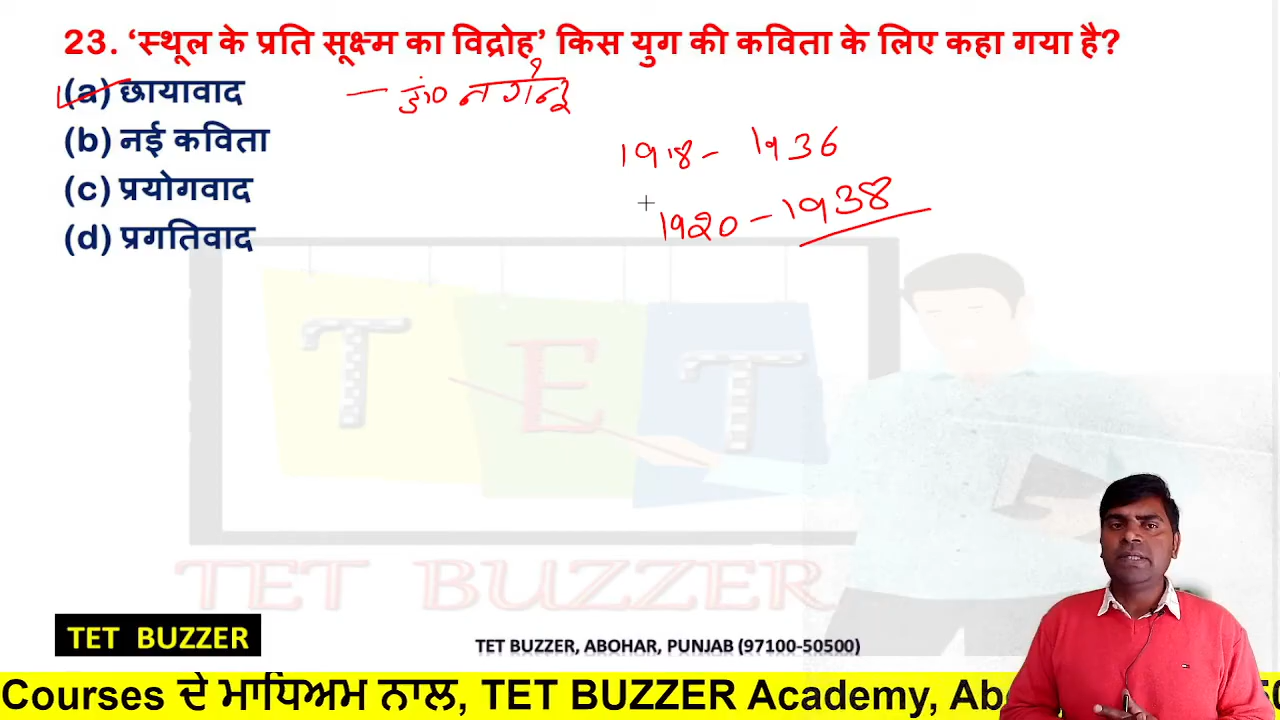 23. ‘स्थूल के प्रति सूक्ष्म का विद्रोह’ किस युग की कविता के लिए कहा गया है?
(a) छायावाद – डॉ० नगेन्द्र
(b) नई कविता
1918 – 1936
(c) प्रयोगवाद
1920 – 1938
(d) प्रगतिवाद
T E T
TET BUZZER
TET BUZZER
TET BUZZER, ABOHAR, PUNJAB (97100-50500)
Courses ਦੇ ਮਾਧਿਅਮ ਨਾਲ, TET BUZZER Academy,